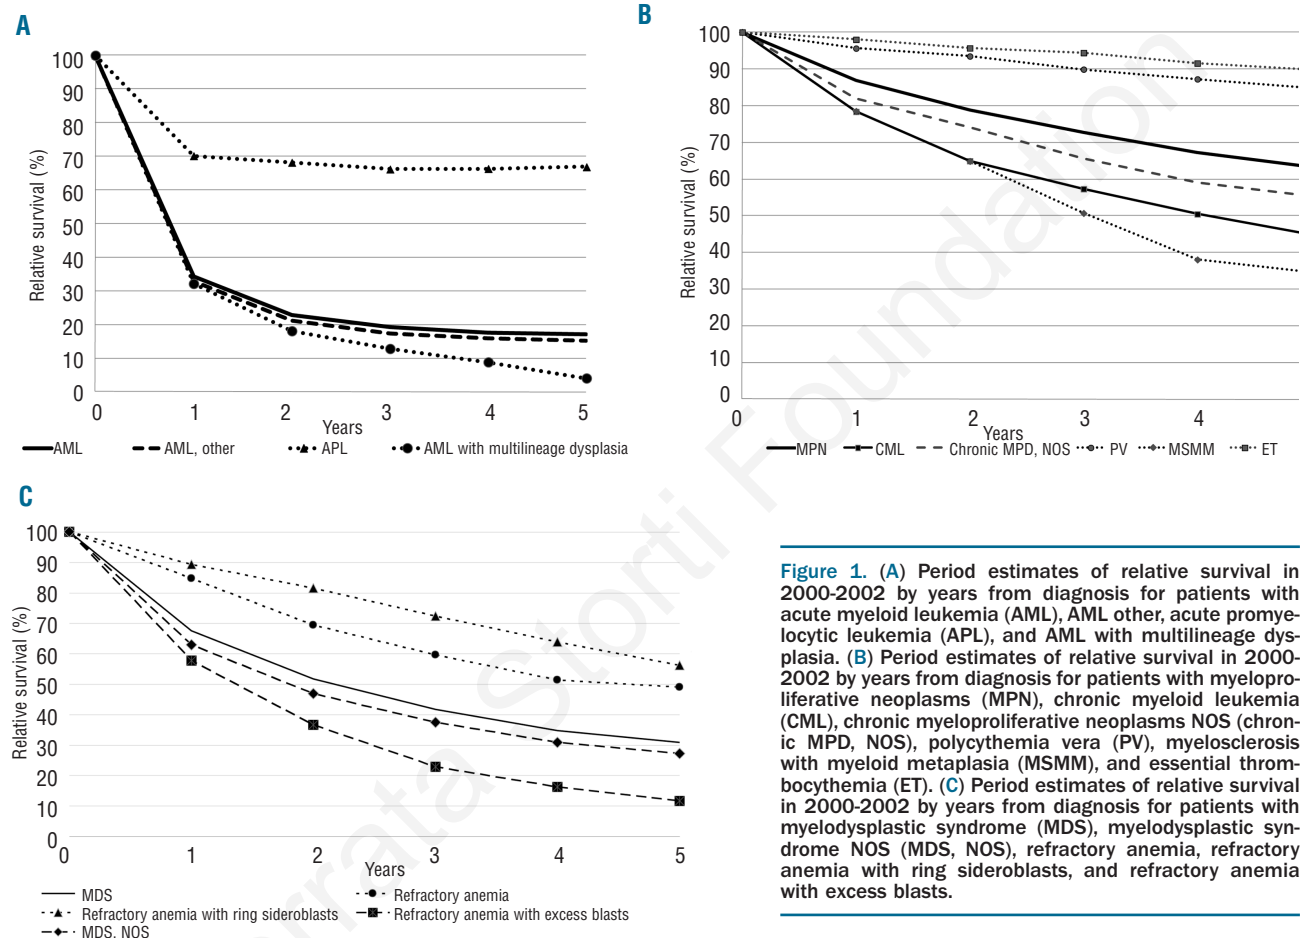 A
100
90
80
70
60
50
40
30
20
10
0
Relative survival (%)
0 1 2 3 4 5
Years
AML AML, other APL AML with multilineage dysplasia
B
100
90
80
70
60
50
40
30
20
10
0
Relative survival (%)
0 1 2 3 4
Years
MPN CML Chronic MPD, NOS PV MSMM ET
C
100
90
80
70
60
50
40
30
20
10
0
Relative survival (%)
0 1 2 3 4 5
Years
MDS Refractory anemia
Refractory anemia with ring sideroblasts Refractory anemia with excess blasts
MDS, NOS
Figure 1. (A) Period estimates of relative survival in
2000-2002 by years from diagnosis for patients with
acute myeloid leukemia (AML), AML other, acute promye-
locytic leukemia (APL), and AML with multilineage dys-
plasia. (B) Period estimates of relative survival in 2000-
2002 by years from diagnosis for patients with myelopro-
liferative neoplasms (MPN), chronic myeloid leukemia
(CML), chronic myeloproliferative neoplasms NOS (chron-
ic MPD, NOS), polycythemia vera (PV), myelosclerosis
with myeloid metaplasia (MSMM), and essential throm-
bocythemia (ET). (C) Period estimates of relative survival
in 2000-2002 by years from diagnosis for patients with
myelodysplastic syndrome (MDS), myelodysplastic syn-
drome NOS (MDS, NOS), refractory anemia, refractory
anemia with ring sideroblasts, and refractory anemia
with excess blasts.
Storti Foundation